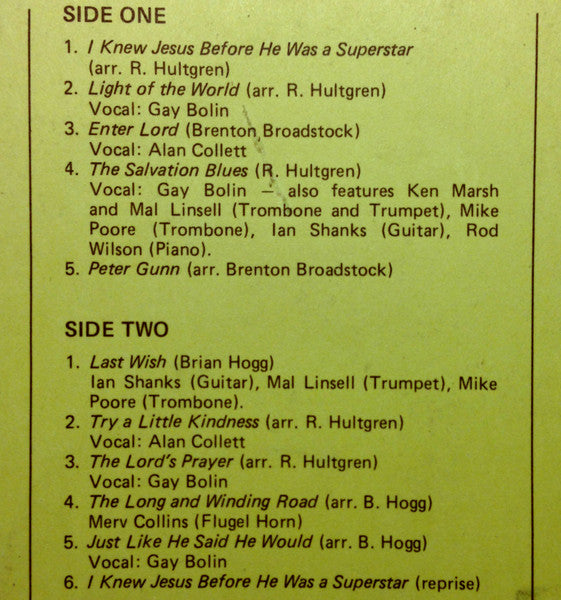 SIDE ONE
1. I Knew Jesus Before He Was a Superstar
(arr. R. Hultgren)
2. Light of the World (arr. R. Hultgren)
Vocal: Gay Bolin
3. Enter Lord (Brenton Broadstock)
Vocal: Alan Collett
4. The Salvation Blues (R. Hultgren)
Vocal: Gay Bolin — also features Ken Marsh
and Mal Linsell (Trombone and Trumpet), Mike
Poore (Trombone), Ian Shanks (Guitar), Rod
Wilson (Piano).
5. Peter Gunn (arr. Brenton Broadstock)
SIDE TWO
1. Last Wish (Brian Hogg)
Ian Shanks (Guitar), Mal Linsell (Trumpet), Mike
Poore (Trombone).
2. Try a Little Kindness (arr. R. Hultgren)
Vocal: Alan Collett
3. The Lord's Prayer (arr. R. Hultgren)
Vocal: Gay Bolin
4. The Long and Winding Road (arr. B. Hogg)
Merv Collins (Flugel Horn)
5. Just Like He Said He Would (arr. B. Hogg)
Vocal: Gay Bolin
6. I Knew Jesus Before He Was a Superstar (reprise)